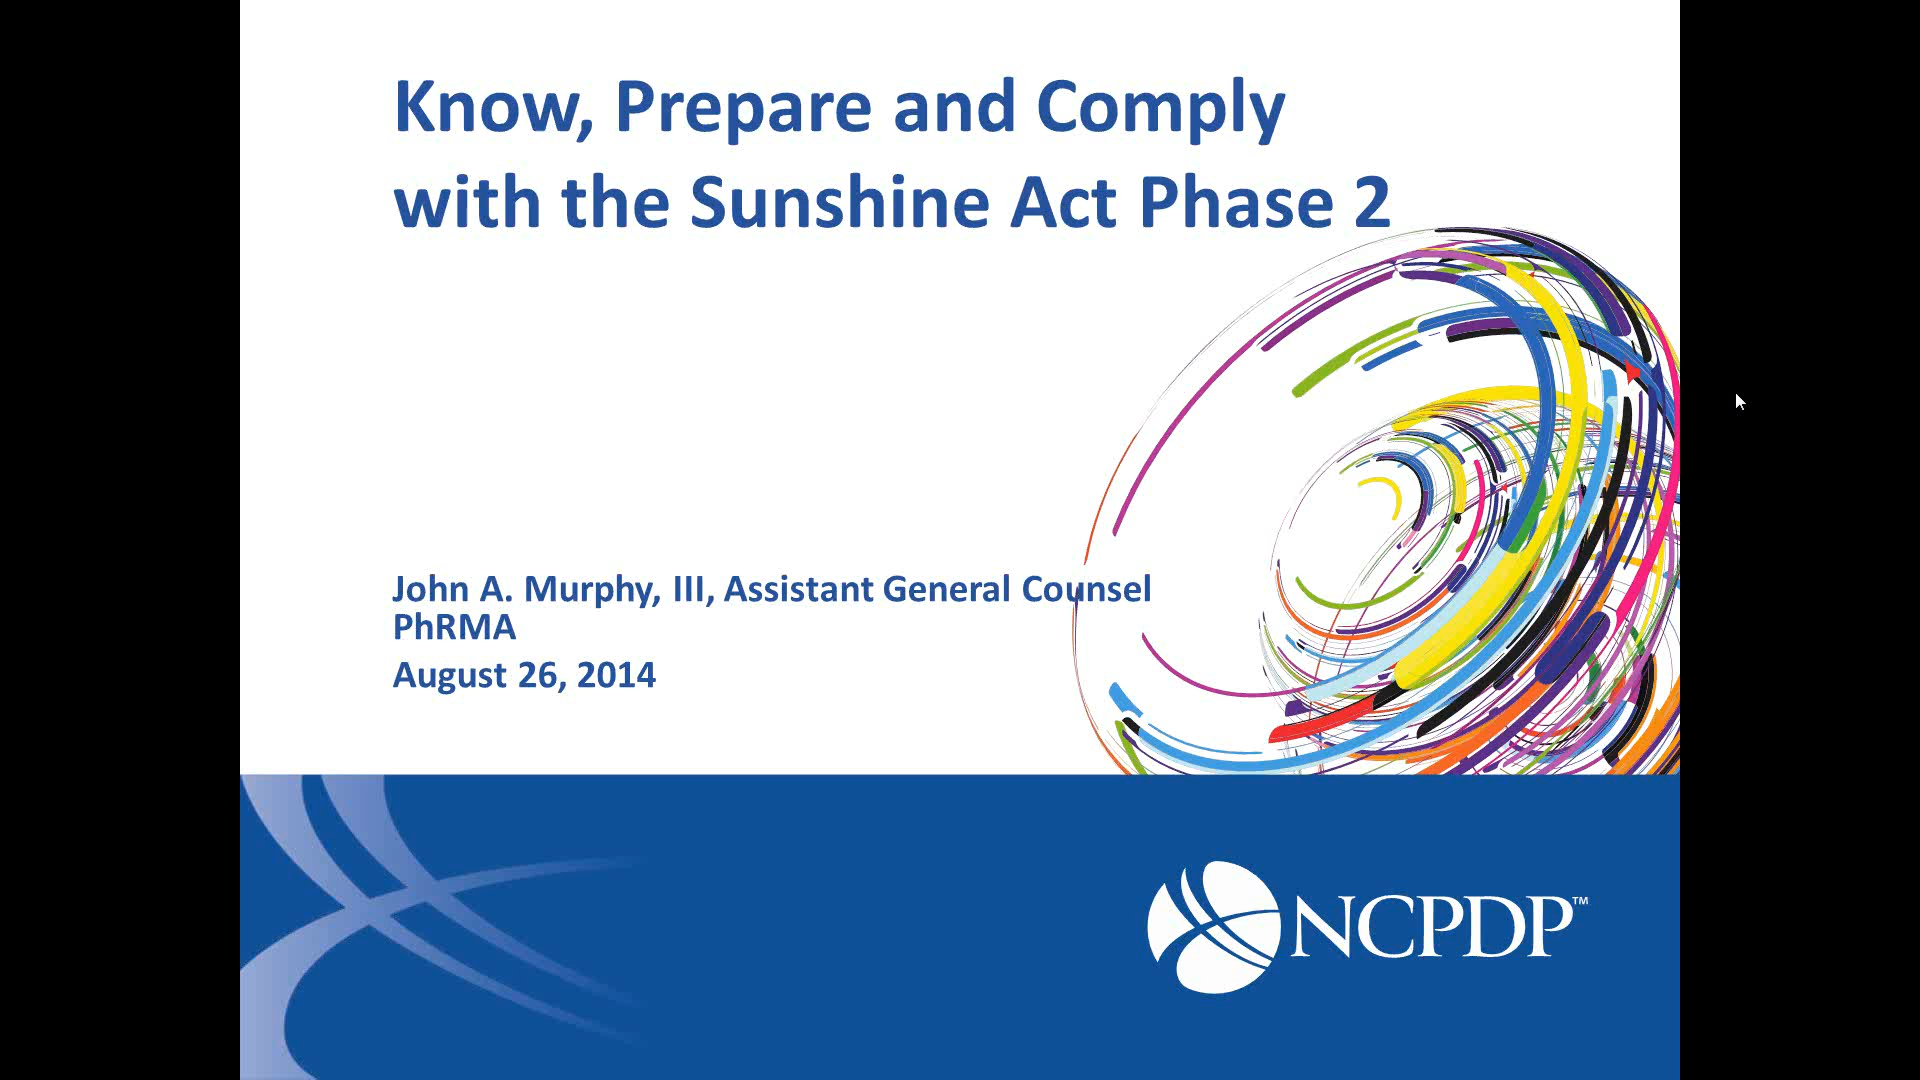 Know, Prepare and Comply
with the Sunshine Act Phase 2
John A. Murphy, III, Assistant General Counsel
PhRMA
August 26, 2014
NCPDP™